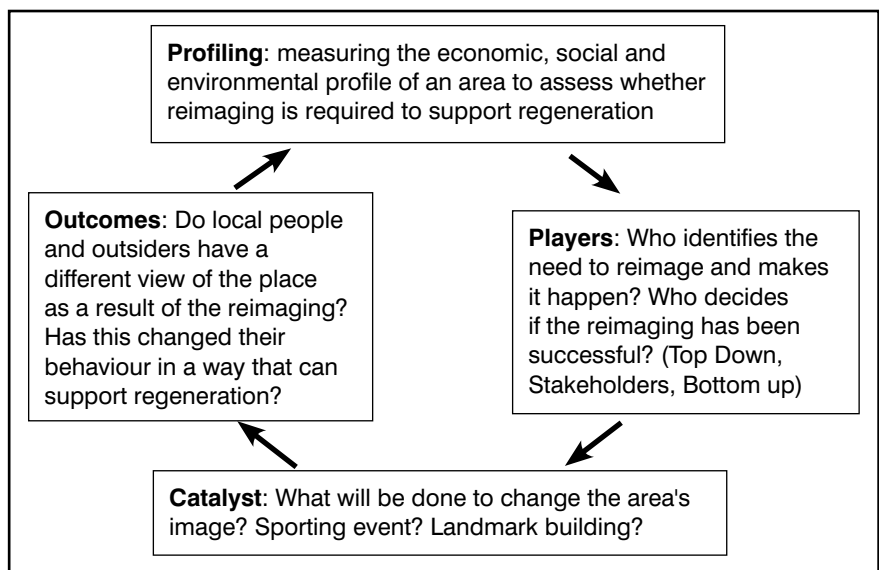 Profiling: measuring the economic, social and
environmental profile of an area to assess whether
reimaging is required to support regeneration
Players: Who identifies the
need to reimage and makes
it happen? Who decides
if the reimaging has been
successful? (Top Down,
Stakeholders, Bottom up)
Catalyst: What will be done to change the area's
image? Sporting event? Landmark building?
Outcomes: Do local people
and outsiders have a
different view of the place
as a result of the reimaging?
Has this changed their
behaviour in a way that can
support regeneration?